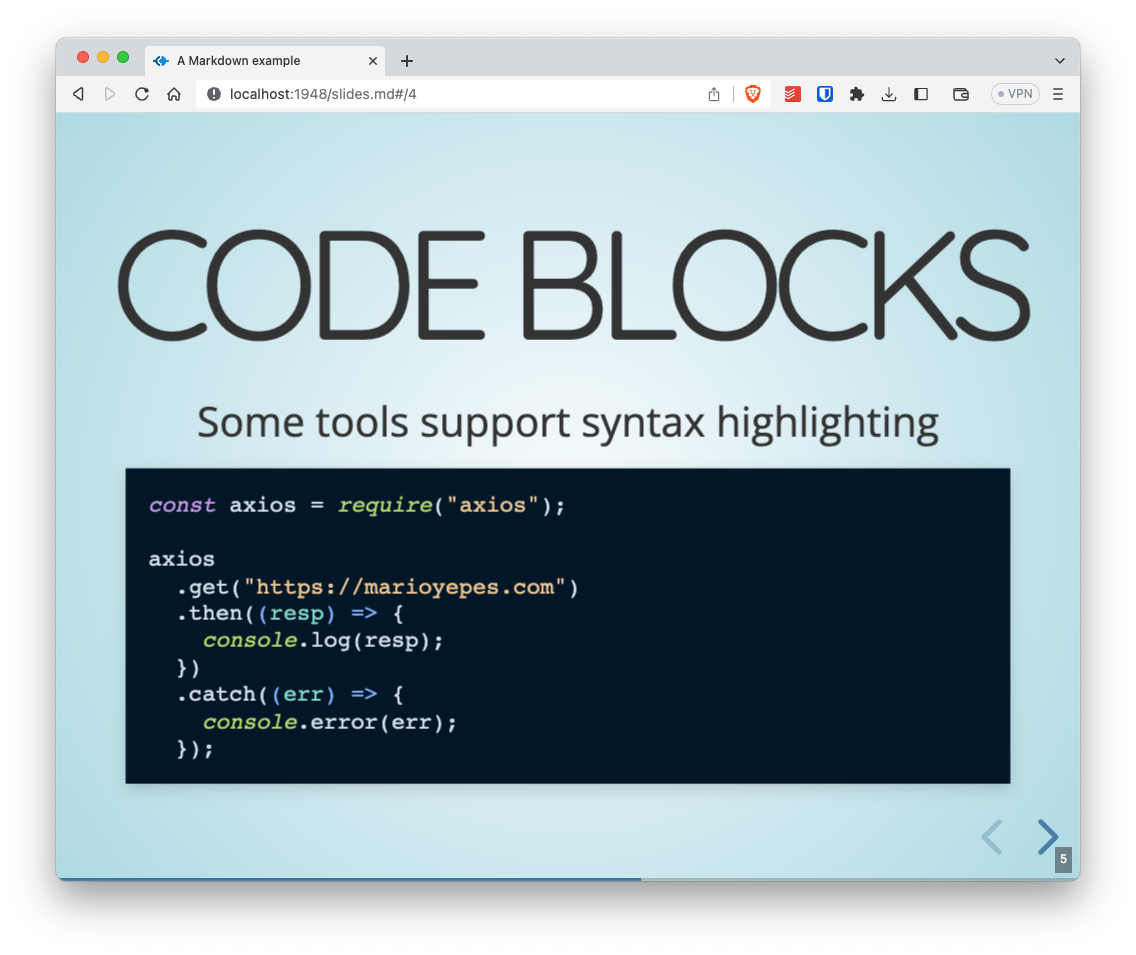 A Markdown example
localhost:1948/slides.md#/4
VPN
CODE BLOCKS
Some tools support syntax highlighting
const axios = require("axios");
axios
  .get("https://marioyepes.com")
  .then((resp) => {
    console.log(resp);
  })
  .catch((err) => {
    console.error(err);
  });
5